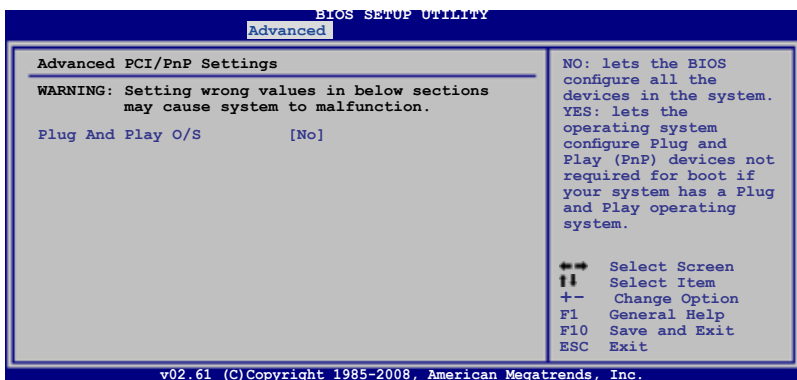 BIOS SETUP UTILITY
Advanced
Advanced PCI/PnP Settings
WARNING: Setting wrong values in below sections
may cause system to malfunction.
Plug And Play O/S [No]
NO: lets the BIOS
configure all the
devices in the system.
YES: lets the
operating system
configure Plug and
Play (PnP) devices not
required for boot if
your system has a Plug
and Play operating
system.
←→ Select Screen
↑↓ Select Item
+- Change Option
F1 General Help
F10 Save and Exit
ESC Exit
v02.61 (C)Copyright 1985-2008, American Megatrends, Inc.